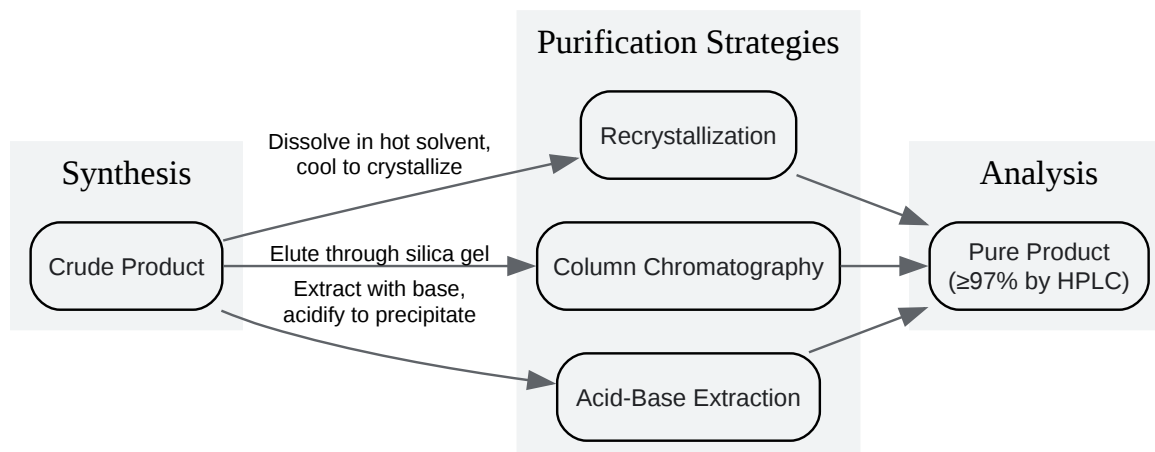 Synthesis
Crude Product
Dissolve in hot solvent,
cool to crystallize
Elute through silica gel
Extract with base,
acidify to precipitate
Purification Strategies
Recrystallization
Column Chromatography
Acid-Base Extraction
Analysis
Pure Product
(≥97% by HPLC)